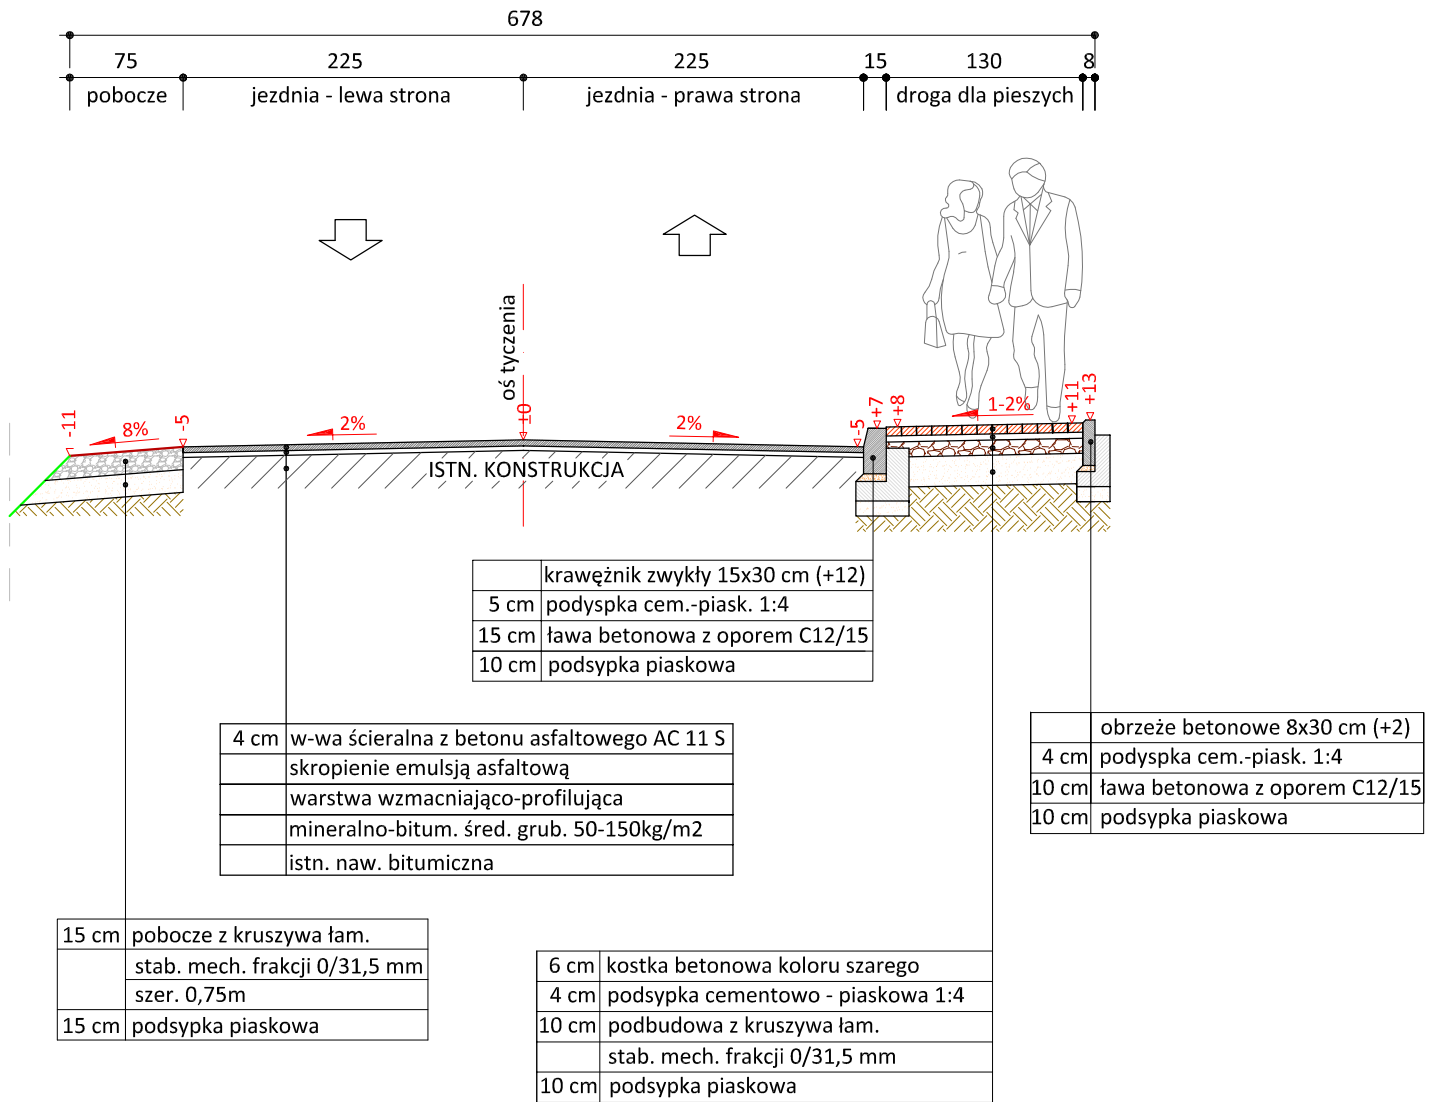 678
75 225 225 15 130 8
pobocze jezdnia - lewa strona jezdnia - prawa strona droga dla pieszych
oś tyczenia
-11 8% -5 2% ±0 2% -5 +7 +8 1-2% +11 +13
ISTN. KONSTRUKCJA
krawężnik zwykły 15x30 cm (+12)
5 cm podyspka cem.-piask. 1:4
15 cm ława betonowa z oporem C12/15
10 cm podsypka piaskowa
obrzeże betonowe 8x30 cm (+2)
4 cm podyspka cem.-piask. 1:4
10 cm ława betonowa z oporem C12/15
10 cm podsypka piaskowa
4 cm w-wa ścieralna z betonu asfaltowego AC 11 S
skropienie emulsją asfaltową
warstwa wzmacniająco-profilująca
mineralno-bitum. śred. grub. 50-150kg/m2
istn. naw. bitumiczna
15 cm pobocze z kruszywa łam.
stab. mech. frakcji 0/31,5 mm
szer. 0,75m
15 cm podsypka piaskowa
6 cm kostka betonowa koloru szarego
4 cm podsypka cementowo - piaskowa 1:4
10 cm podbudowa z kruszywa łam.
stab. mech. frakcji 0/31,5 mm
10 cm podsypka piaskowa